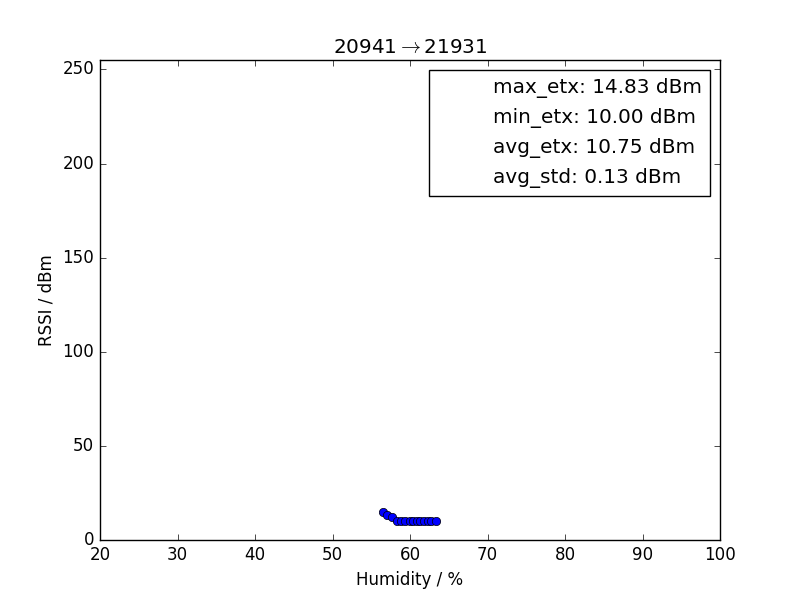 20941→21931
max_etx: 14.83 dBm
min_etx: 10.00 dBm
avg_etx: 10.75 dBm
avg_std: 0.13 dBm
250
200
150
100
50
0
RSSI / dBm
20 30 40 50 60 70 80 90 100
Humidity / %